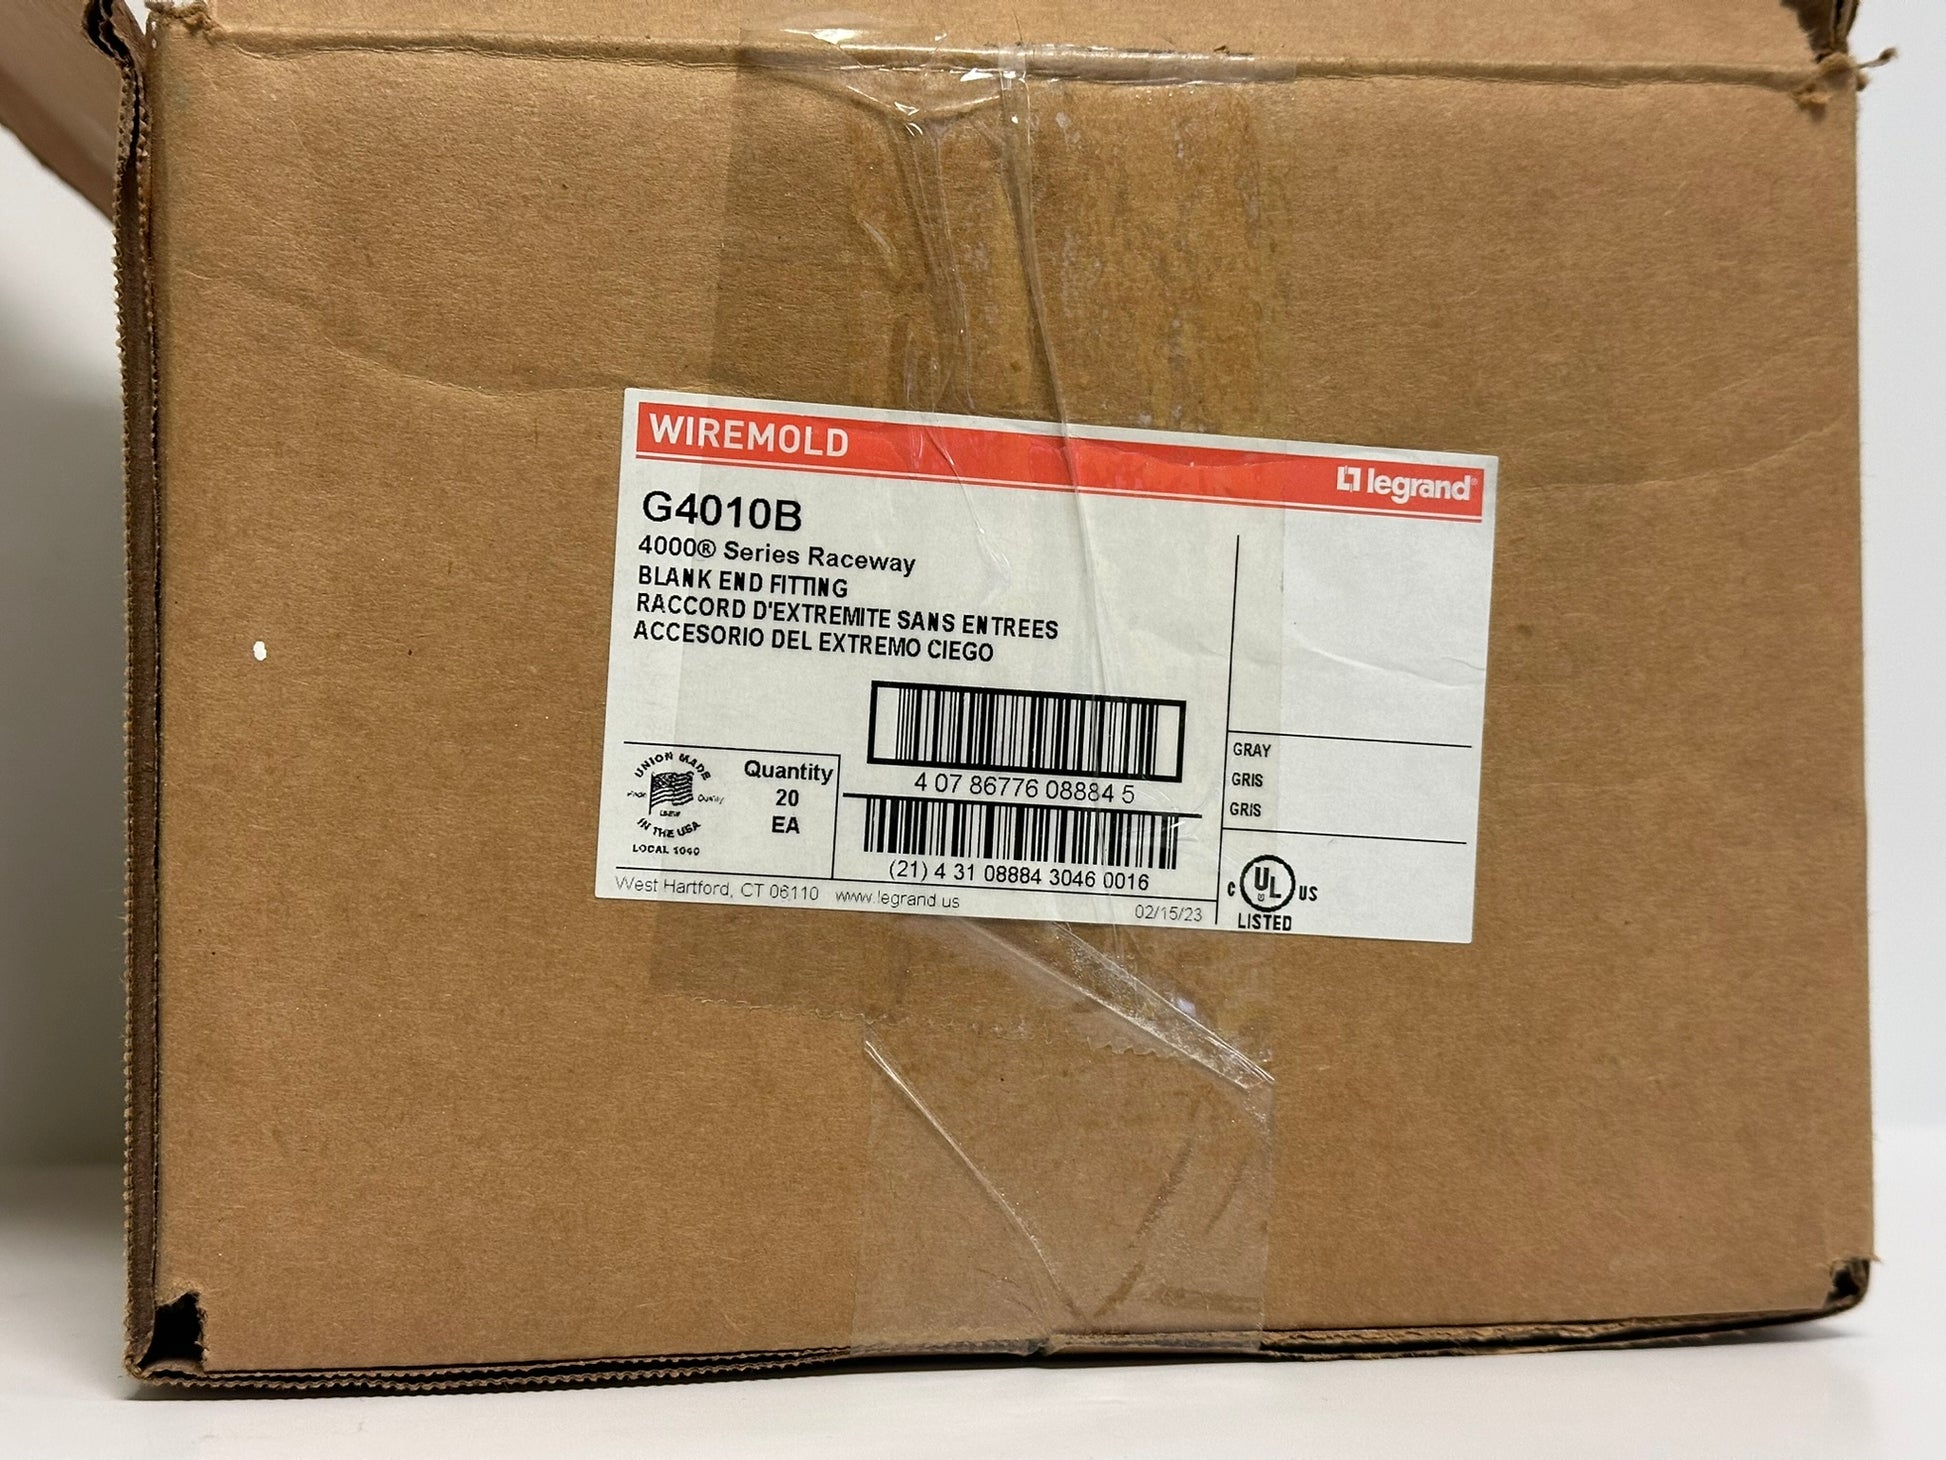 WIREMOLD
legrand®
G4010B
4000® Series Raceway
BLANK END FITTING
RACCORD D'EXTREMITE SANS ENTREES
ACCESORIO DEL EXTREMO CIEGO
4 07 86776 08884 5
UNION MADE
Quality
IN THE USA
LOCAL 1040
Quantity
20
EA
(21) 4 31 08884 3046 0016
GRAY
GRIS
GRIS
West Hartford, CT 06110 www.legrand.us
02/15/23
C UL US
LISTED